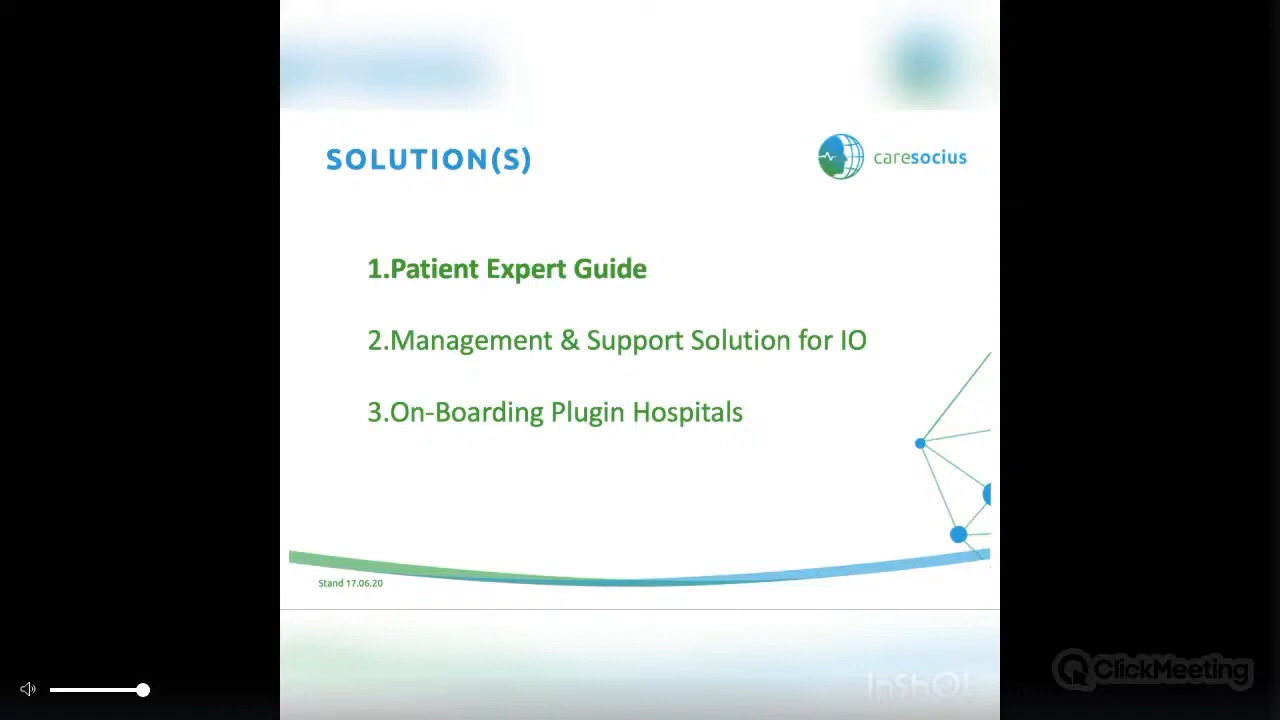 SOLUTION(S)
caresocius
1.Patient Expert Guide
2.Management & Support Solution for IO
3.On-Boarding Plugin Hospitals
Stand 17.06.20
InShOt
ClickMeeting